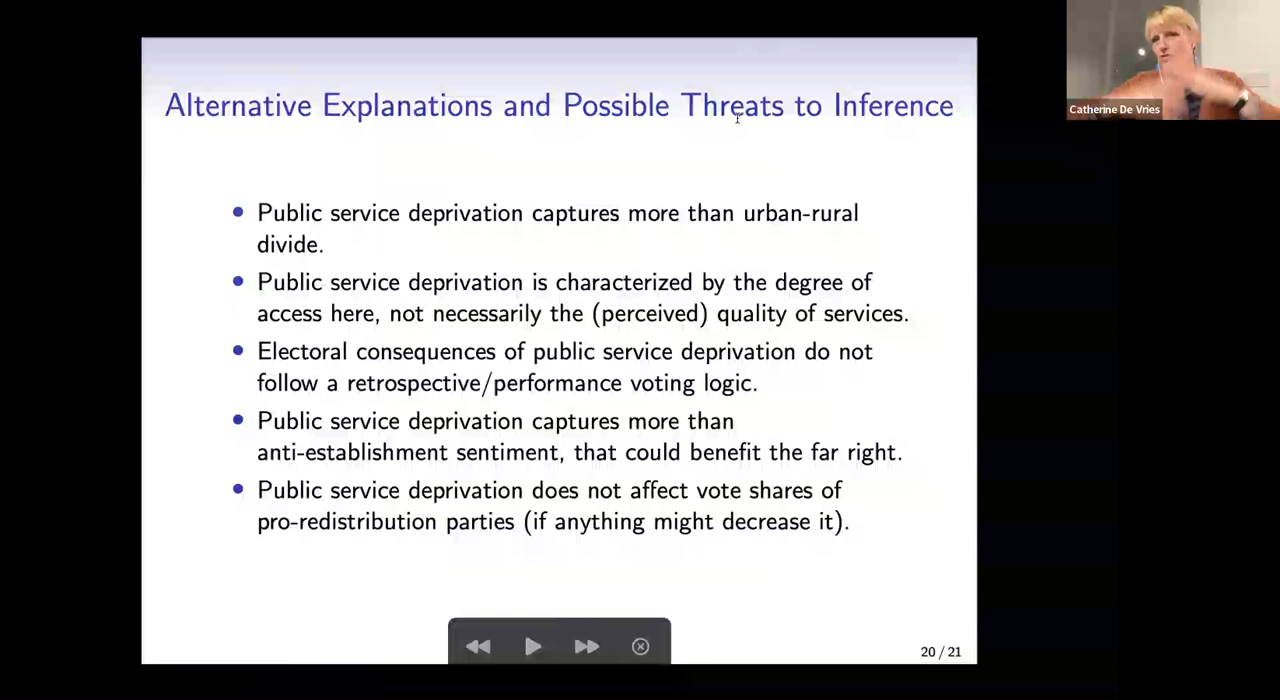 Alternative Explanations and Possible Threats to Inference
Catherine De Vries
• Public service deprivation captures more than urban-rural
divide.
• Public service deprivation is characterized by the degree of
access here, not necessarily the (perceived) quality of services.
• Electoral consequences of public service deprivation do not
follow a retrospective/performance voting logic.
• Public service deprivation captures more than
anti-establishment sentiment, that could benefit the far right.
• Public service deprivation does not affect vote shares of
pro-redistribution parties (if anything might decrease it).
20 / 21